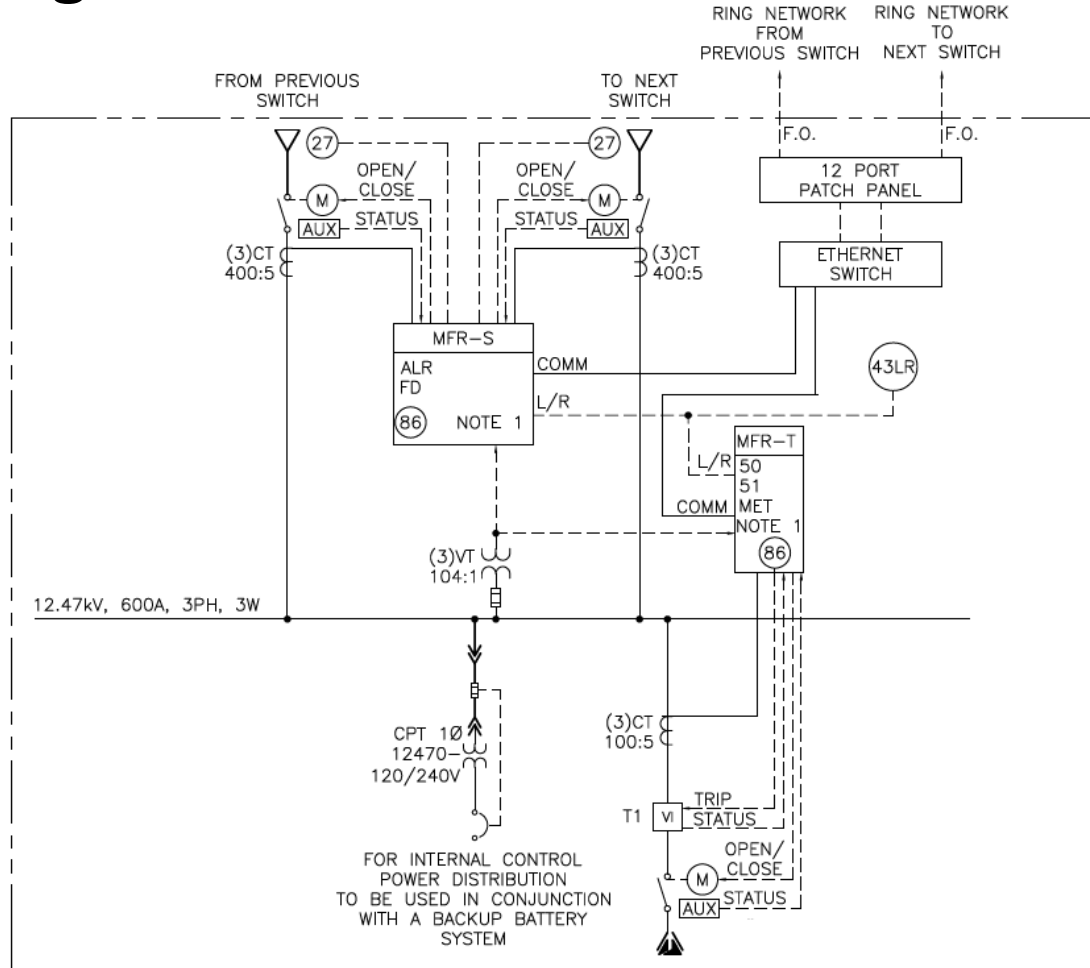 RING NETWORK
FROM
PREVIOUS SWITCH
RING NETWORK
TO
NEXT SWITCH
FROM PREVIOUS
SWITCH
TO NEXT
SWITCH
F.O.
F.O.
27
27
12 PORT
PATCH PANEL
OPEN/
CLOSE
OPEN/
CLOSE
M
M
STATUS
STATUS
AUX
AUX
(3)CT
400:5
(3)CT
400:5
ETHERNET
SWITCH
MFR-S
ALR
FD
86
NOTE 1
COMM
L/R
43LR
MFR-T
L/R
50
51
COMM
MET
NOTE 1
86
(3)VT
104:1
12.47kV, 600A, 3PH, 3W
CPT 1Ø
12470-
120/240V
(3)CT
100:5
T1
VI
TRIP
STATUS
OPEN/
CLOSE
M
AUX
STATUS
FOR INTERNAL CONTROL
POWER DISTRIBUTION
TO BE USED IN CONJUNCTION
WITH A BACKUP BATTERY
SYSTEM